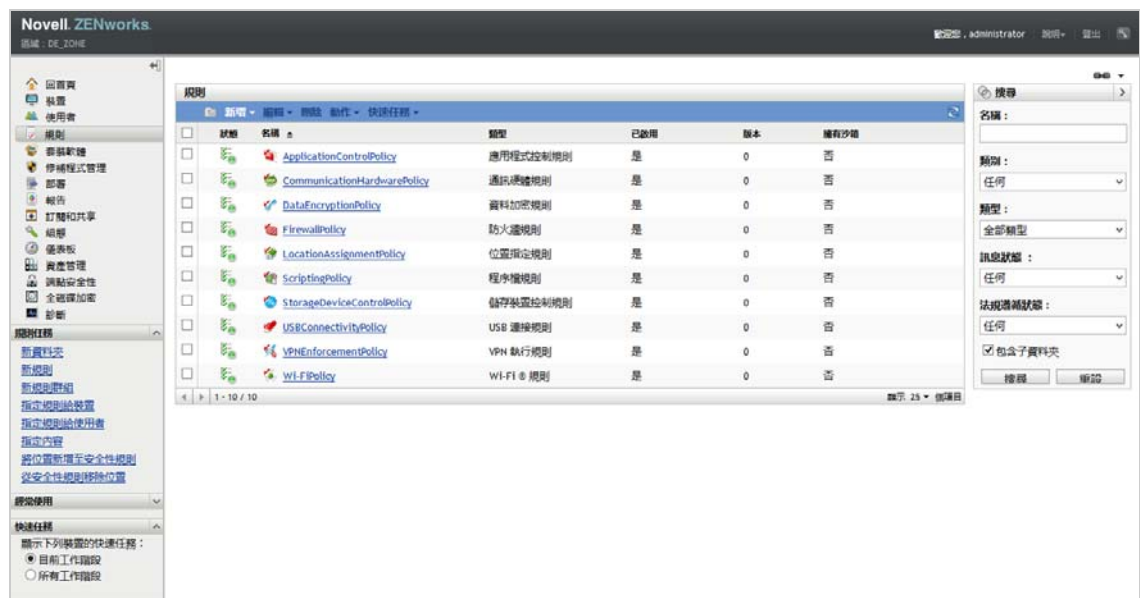 Novell. ZENworks.
區域 : DE_ZONE
歡迎您 , administrator 說明 登出
回首頁
裝置
使用者
規則
套裝軟體
修補程式管理
部署
報告
訂閱和共享
組態
儀表板
資產管理
端點安全性
全磁碟加密
診斷
規則任務
新資料夾
新規則
新規則群組
指定規則給裝置
指定規則給使用者
指定內容
將位置新增至安全性規則
從安全性規則移除位置
經常使用
快速任務
顯示下列裝置的快速任務：
目前工作階段
所有工作階段
規則
新增 編輯 刪除 動作 快速任務
狀態 名稱 類型 已啟用 版本 擁有沙箱
ApplicationControlPolicy 應用程式控制規則 是 0 否
CommunicationHardwarePolicy 通訊硬體規則 是 0 否
DataEncryptionPolicy 資料加密規則 是 0 否
FirewallPolicy 防火牆規則 是 0 否
LocationAssignmentPolicy 位置指定規則 是 0 否
ScriptingPolicy 程序檔規則 是 0 否
StorageDeviceControlPolicy 儲存裝置控制規則 是 0 否
USBConnectivityPolicy USB 連接規則 是 0 否
VPNEnforcementPolicy VPN 執行規則 是 0 否
Wi-FiPolicy Wi-Fi ® 規則 是 0 否
1 - 10 / 10 顯示 25 個項目
搜尋
名稱：
類別：
任何
類型：
全部類型
訊息狀態 ：
任何
法規遵循狀態：
任何
包含子資料夾
搜尋 重設